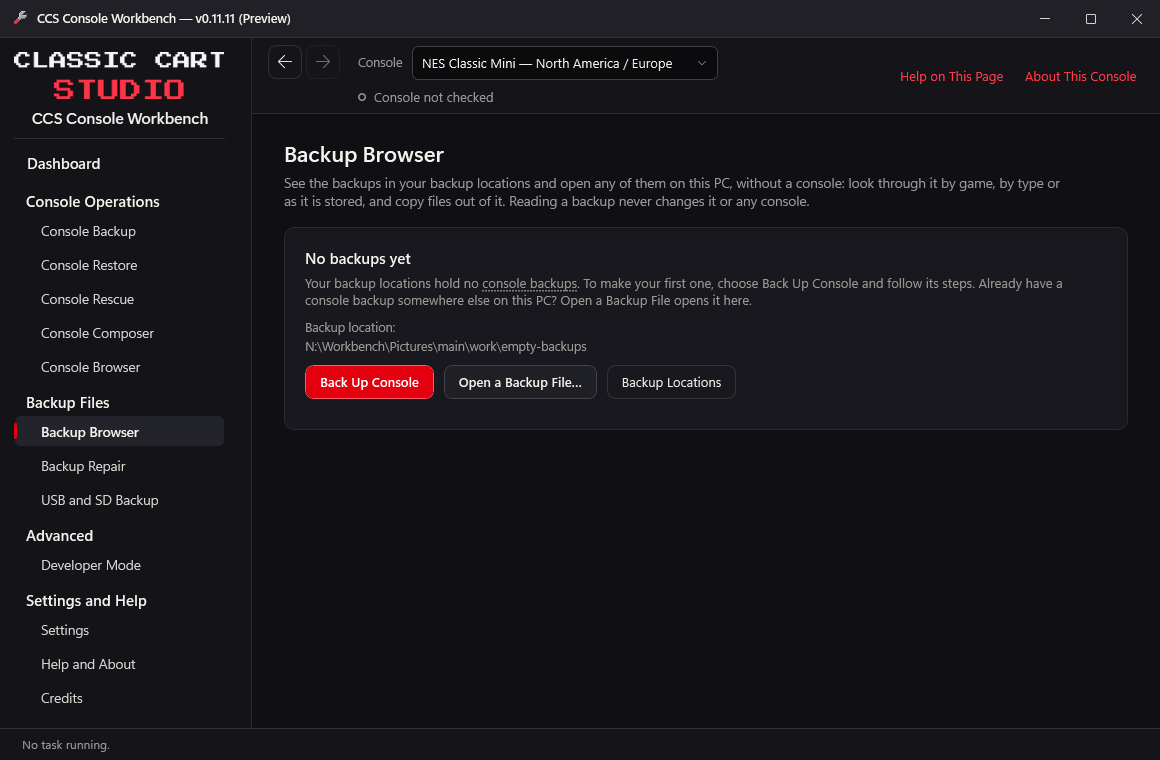 CCS Console Workbench — v0.11.11 (Preview)
CLASSIC CART
STUDIO
CCS Console Workbench
Dashboard
Console Operations
Console Backup
Console Restore
Console Rescue
Console Composer
Console Browser
Backup Files
Backup Browser
Backup Repair
USB and SD Backup
Advanced
Developer Mode
Settings and Help
Settings
Help and About
Credits
Console
NES Classic Mini — North America / Europe
Console not checked
Help on This Page
About This Console
Backup Browser
See the backups in your backup locations and open any of them on this PC, without a console: look through it by game, by type or
as it is stored, and copy files out of it. Reading a backup never changes it or any console.
No backups yet
Your backup locations hold no console backups. To make your first one, choose Back Up Console and follow its steps. Already have a
console backup somewhere else on this PC? Open a Backup File opens it here.
Backup location:
N:\Workbench\Pictures\main\work\empty-backups
Back Up Console
Open a Backup File...
Backup Locations
No task running.